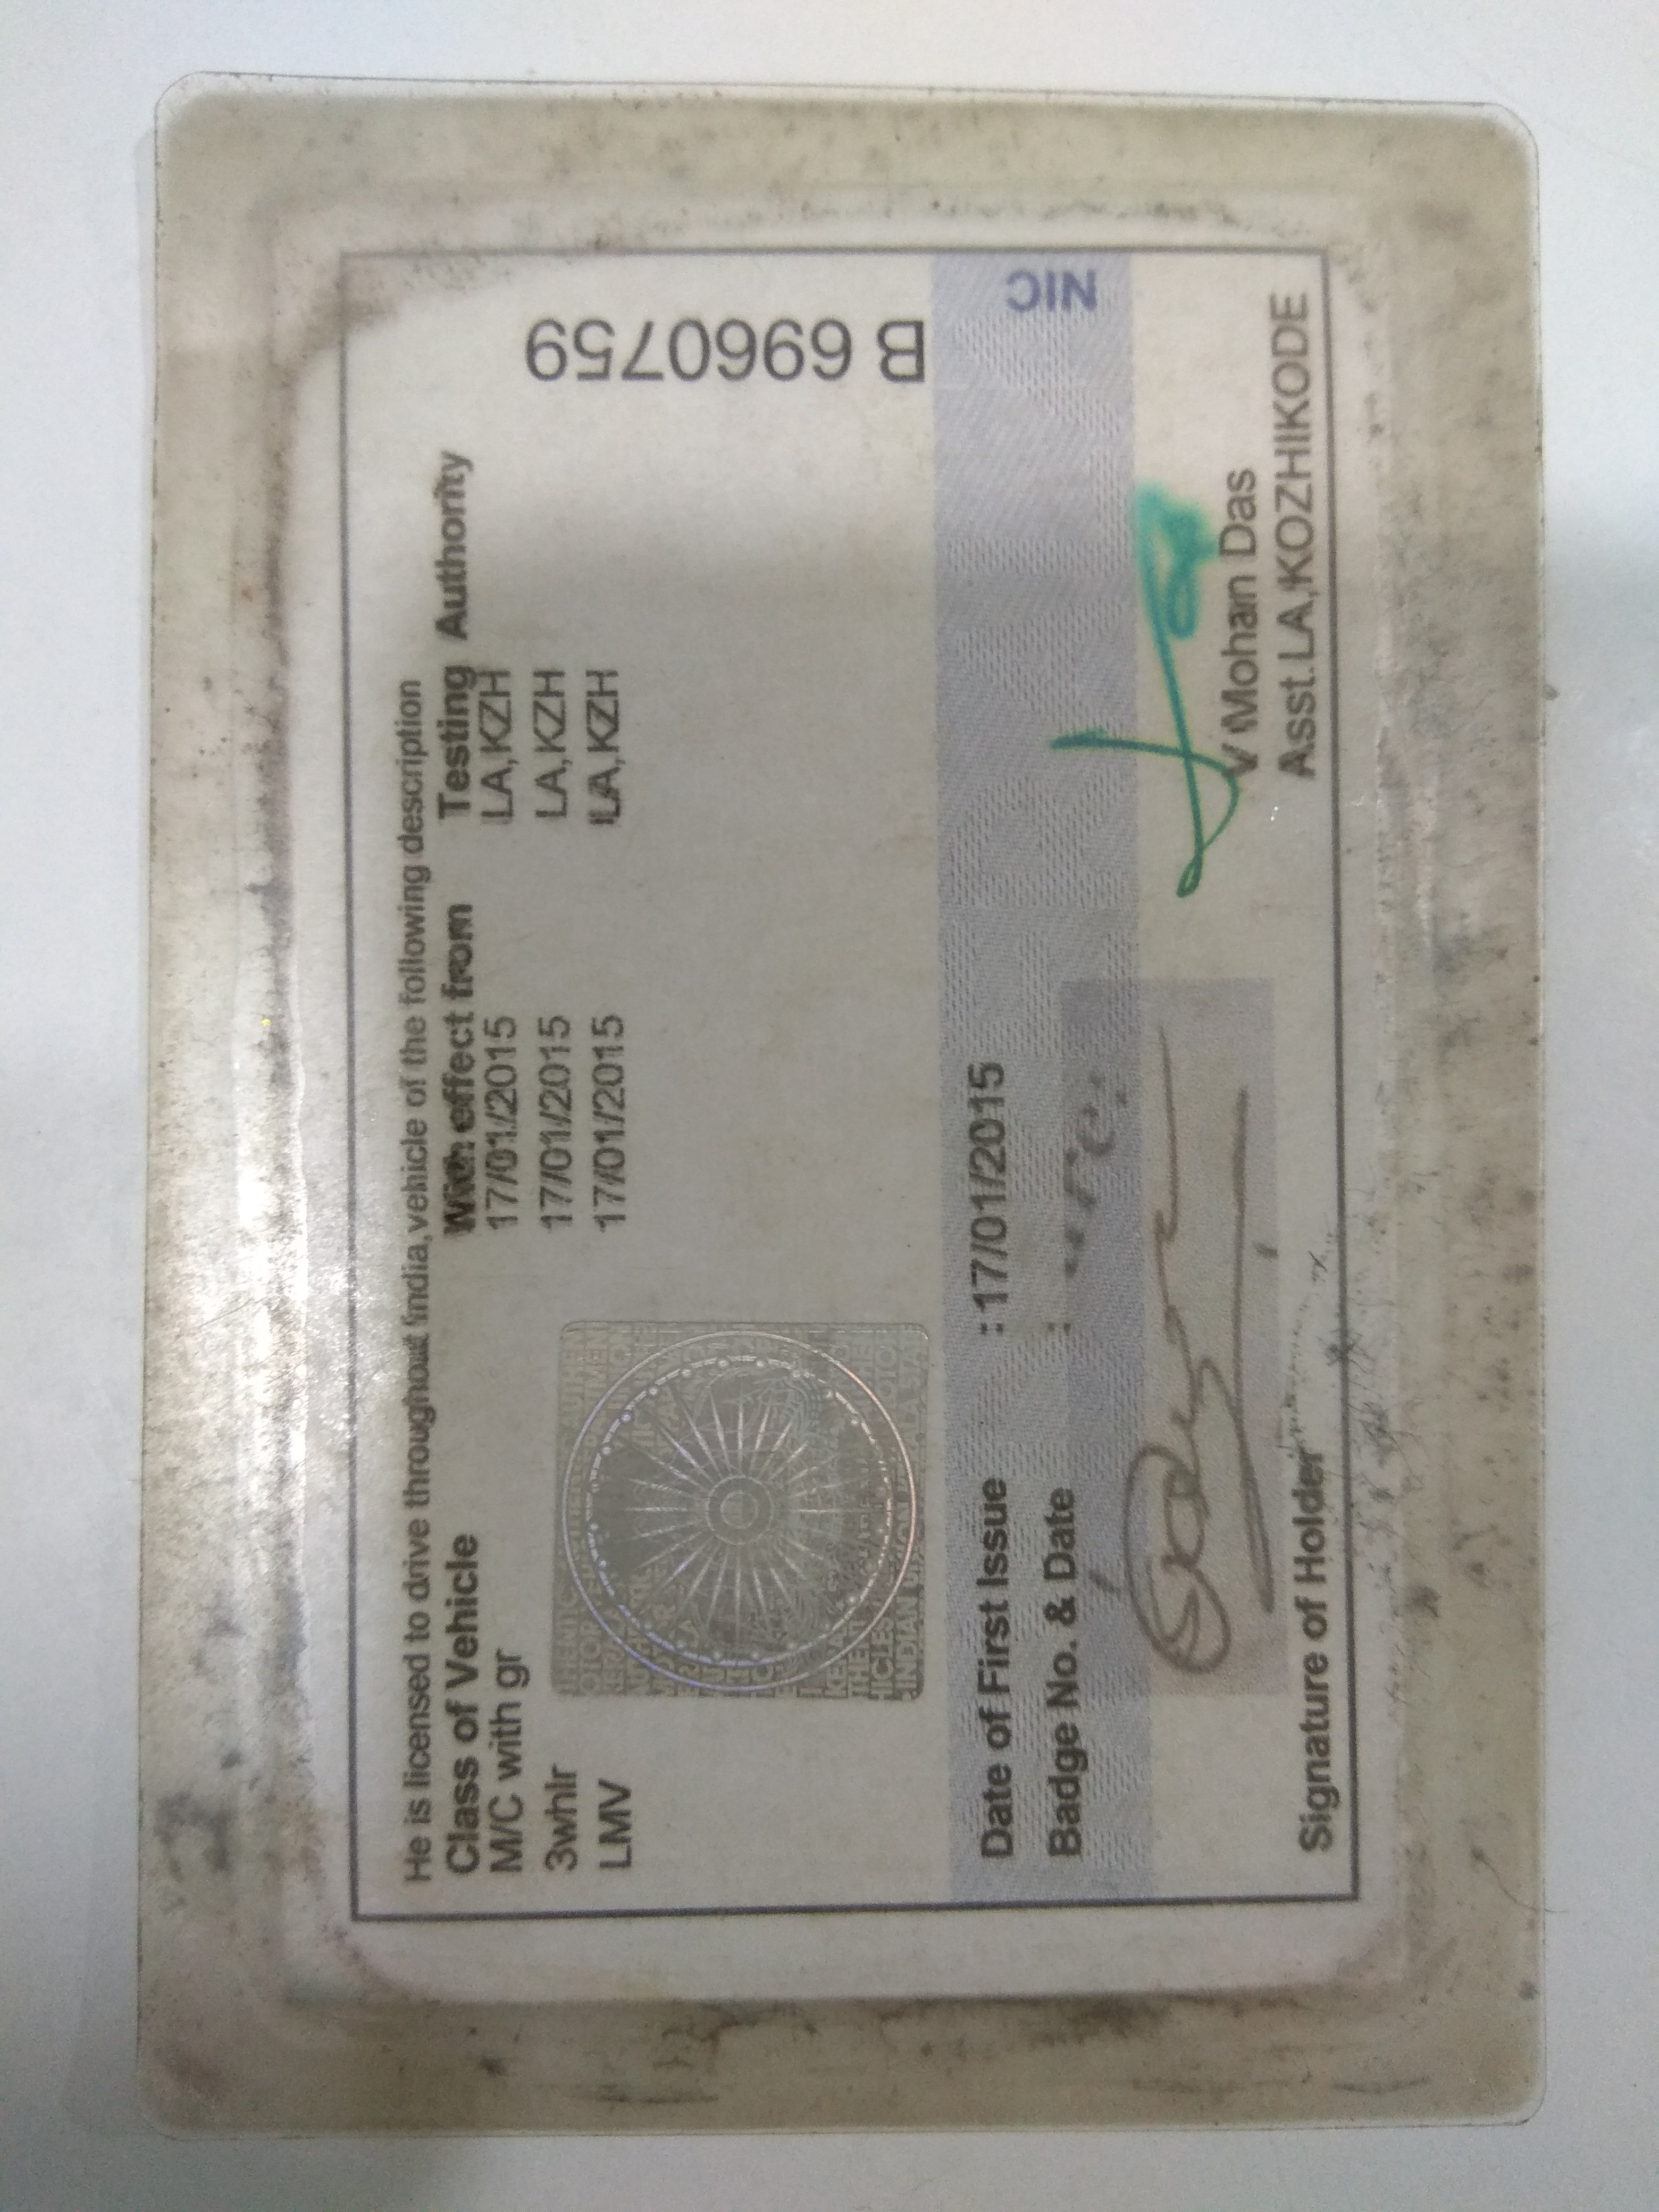 He is licensed to drive throughout India,vehicle of the following description
Class of Vehicle With effect from Testing Authority
M/C with gr 17/01/2015 LA,KZH
3whlr 17/01/2015 LA,KZH
LMV 17/01/2015 LA,KZH
B 6960759
Date of First Issue : 17/01/2015
NIC
Badge No. & Date :
V Mohan Das
Signature of Holder Asst.LA,KOZHIKODE